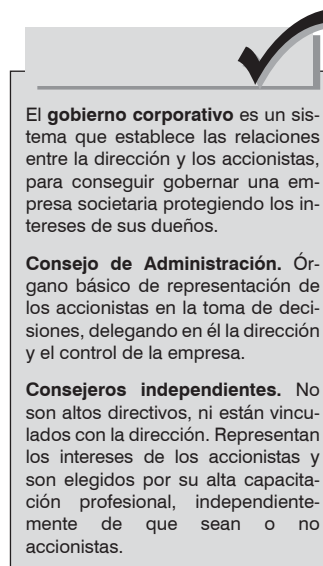 El gobierno corporativo es un sis-
tema que establece las relaciones
entre la dirección y los accionistas,
para conseguir gobernar una em-
presa societaria protegiendo los in-
tereses de sus dueños.
Consejo de Administración. Ór-
gano básico de representación de
los accionistas en la toma de deci-
siones, delegando en él la dirección
y el control de la empresa.
Consejeros independientes. No
son altos directivos, ni están vincu-
lados con la dirección. Representan
los intereses de los accionistas y
son elegidos por su alta capacita-
ción profesional, independiente-
mente de que sean o no
accionistas.